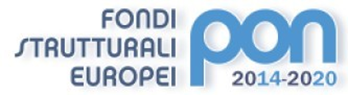 FONDI
STRUTTURALI
EUROPEI
pon
2014-2020